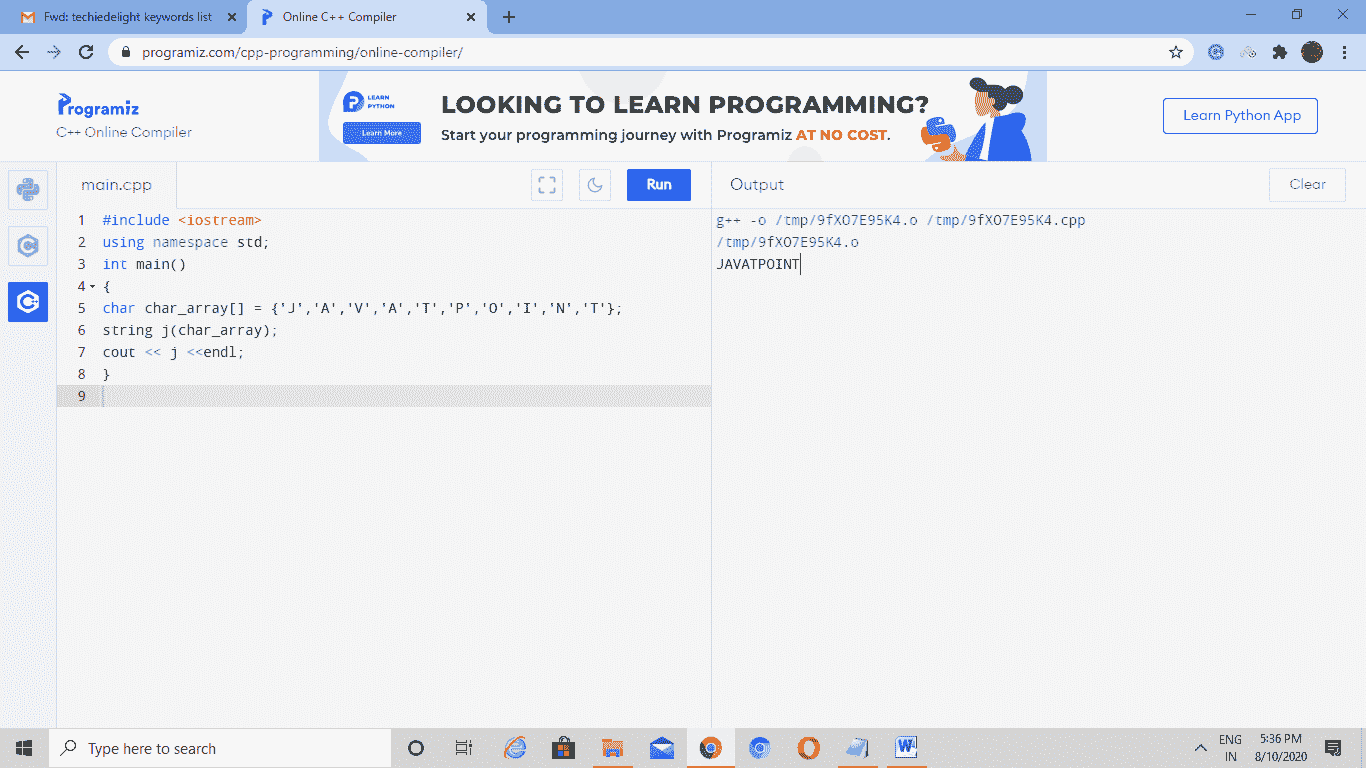 Fwd: techiedelight keywords list
Online C++ Compiler
programiz.com/cpp-programming/online-compiler/
Programiz
C++ Online Compiler
LEARN
PYTHON
Learn More
LOOKING TO LEARN PROGRAMMING?
Start your programming journey with Programiz AT NO COST.
Learn Python App
main.cpp
Run
Output
Clear
1 #include <iostream>
2 using namespace std;
3 int main()
4 {
5 char char_array[] = {'J','A','V','A','T','P','O','I','N','T'};
6 string j(char_array);
7 cout << j <<endl;
8 }
9
g++ -o /tmp/9fXO7E95K4.o /tmp/9fXO7E95K4.cpp
/tmp/9fXO7E95K4.o
JAVATPOINT
Type here to search
ENG
IN
5:36 PM
8/10/2020